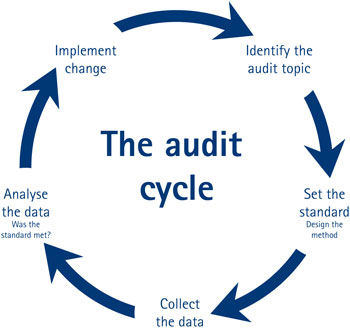 The audit
cycle
Identify the
audit topic
Set the
standard
Design the
method
Collect
the data
Analyse
the data
Was the
standard met?
Implement
change